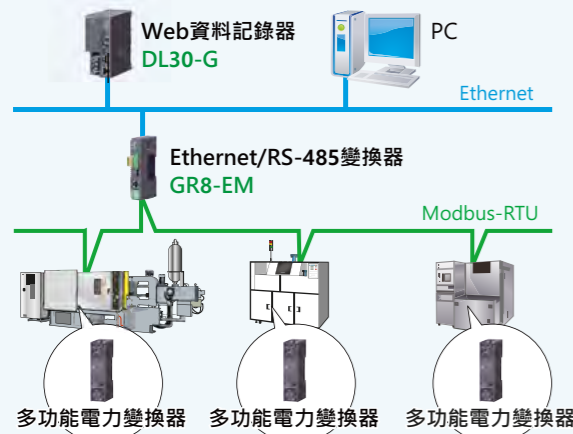 Web資料記錄器
DL30-G
PC
Ethernet
Ethernet/RS-485變換器
GR8-EM
Modbus-RTU
多功能電力變換器
多功能電力變換器
多功能電力變換器